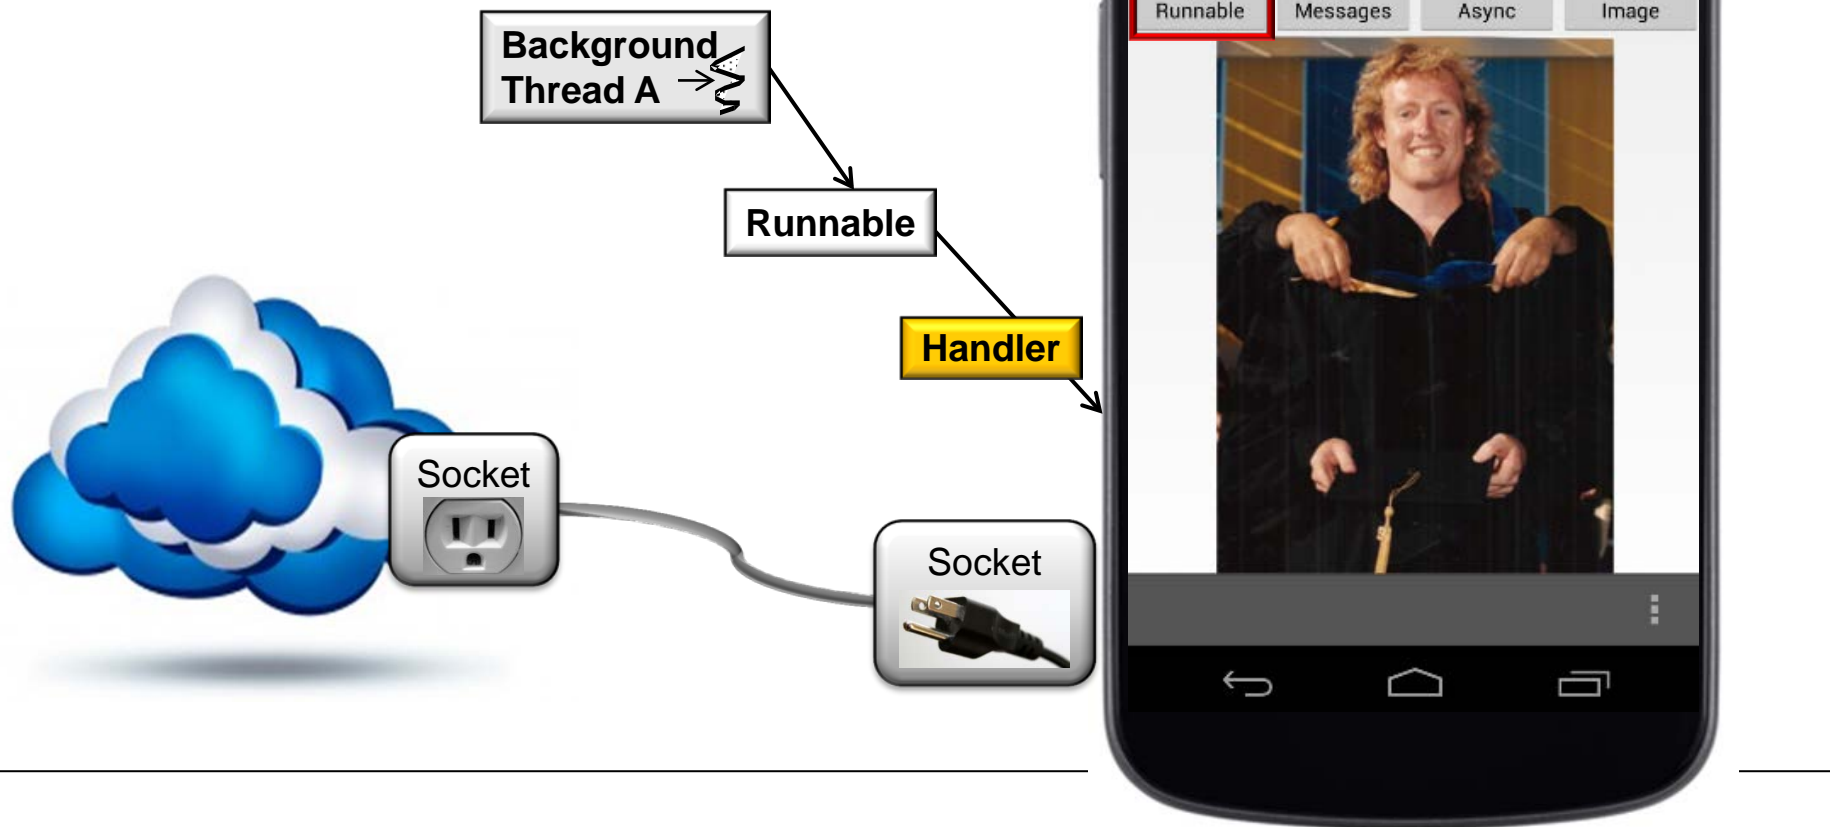 Runnable Messages Async Image
Background
Thread A
Runnable
Handler
Socket
Socket